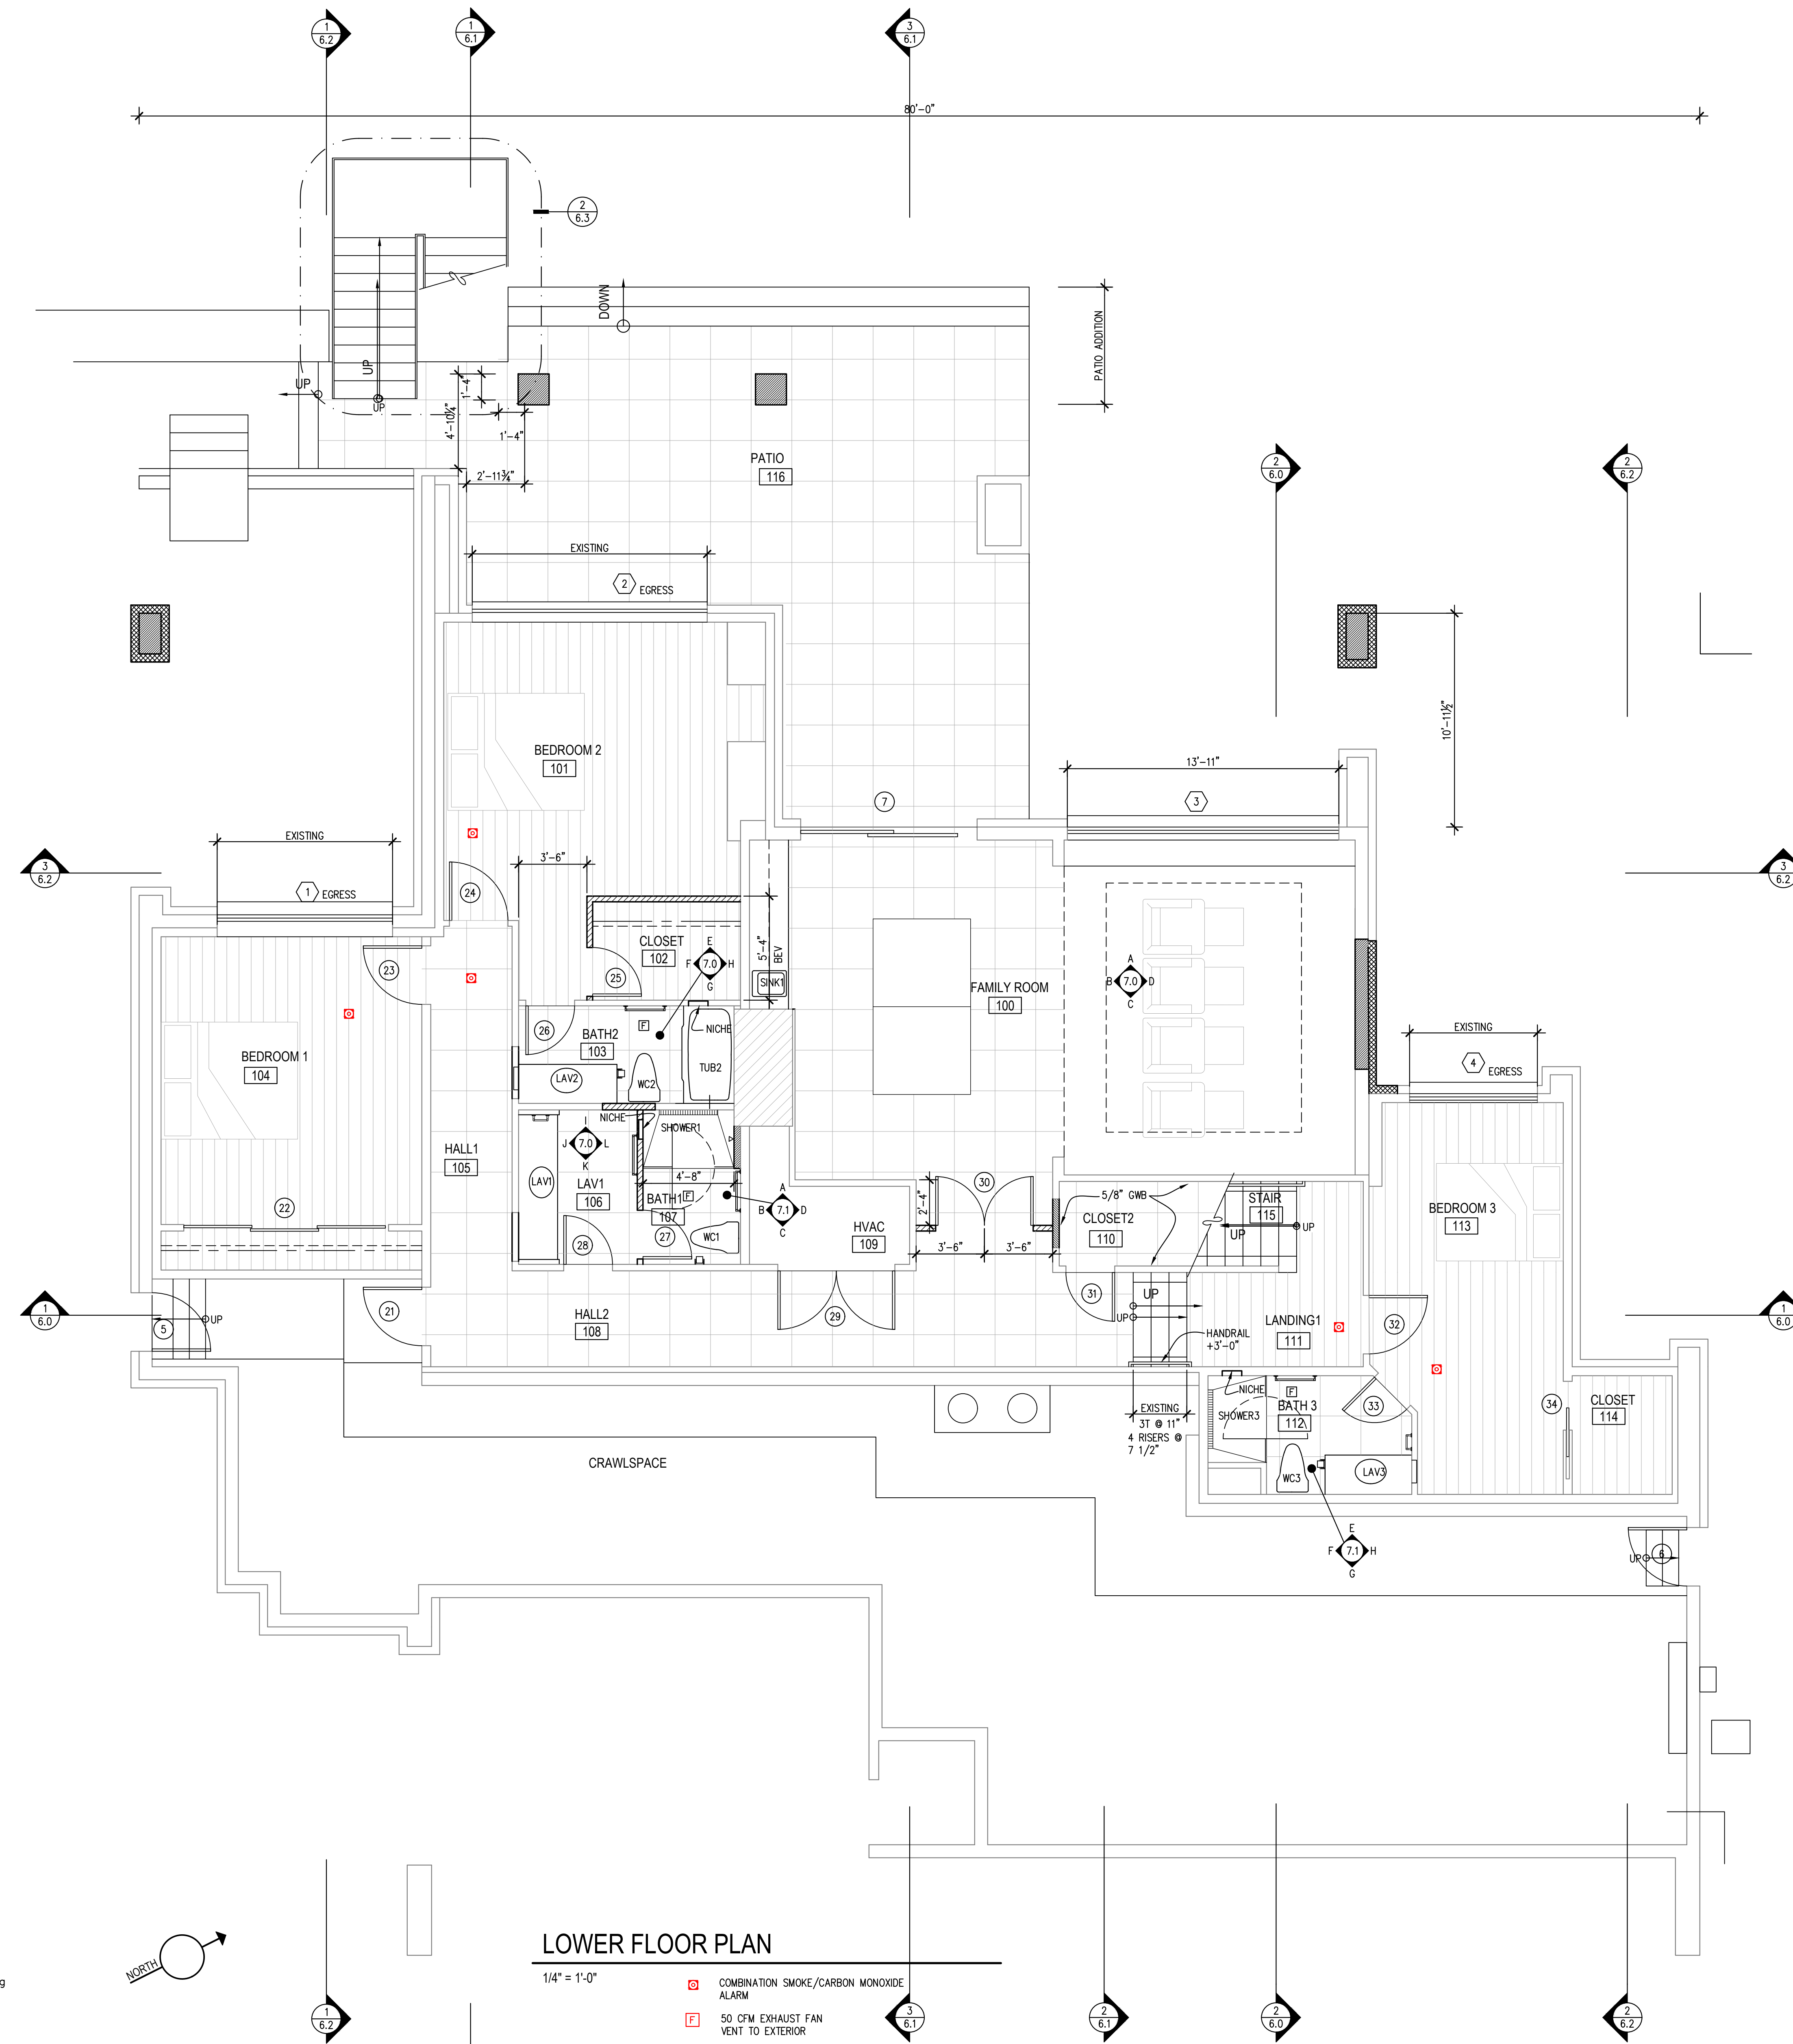 1
6.2
1
6.1
3
6.1
80'-0"
2
6.3
DOWN
UP
UP
UP
PATIO ADDITION
1'-4"
4'-10¼"
1'-4"
2'-11¾"
PATIO
116
2
6.0
2
6.2
EXISTING
2
EGRESS
10'-11½"
BEDROOM 2
101
13'-11"
3
7
EXISTING
1
EGRESS
3
6.2
3
6.2
3'-6"
24
23
CLOSET
102
25
E
F
7.0
H
G
5'-4"
BEV
SINK1
FAMILY ROOM
100
A
B
7.0
D
C
26
BATH2
103
F
NICHE
TUB2
LAV2
WC2
BEDROOM 1
104
EXISTING
4
EGRESS
NICHE
SHOWER1
J
7.0
L
K
HALL1
105
LAV1
LAV1
106
4'-8"
BATH1
107
F
27
28
WC1
A
B
7.1
D
C
HVAC
109
2'-4"
30
3'-6"
3'-6"
5/8" GWB
CLOSET2
110
STAIR
115
UP
UP
BEDROOM 3
113
22
21
5
UP
1
6.0
1
6.0
HALL2
108
29
31
UP
UP
HANDRAIL
+3'-0"
LANDING1
111
32
EXISTING
3T @ 11"
4 RISERS @
7 1/2"
NICHE
SHOWER3
F
BATH 3
112
33
34
CLOSET
114
WC3
LAV3
CRAWLSPACE
E
F
7.1
H
G
UP
6
NORTH
g
LOWER FLOOR PLAN
1/4" = 1'-0"
COMBINATION SMOKE/CARBON MONOXIDE
ALARM
F
50 CFM EXHAUST FAN
VENT TO EXTERIOR
1
6.2
3
6.1
2
6.1
2
6.0
2
6.2